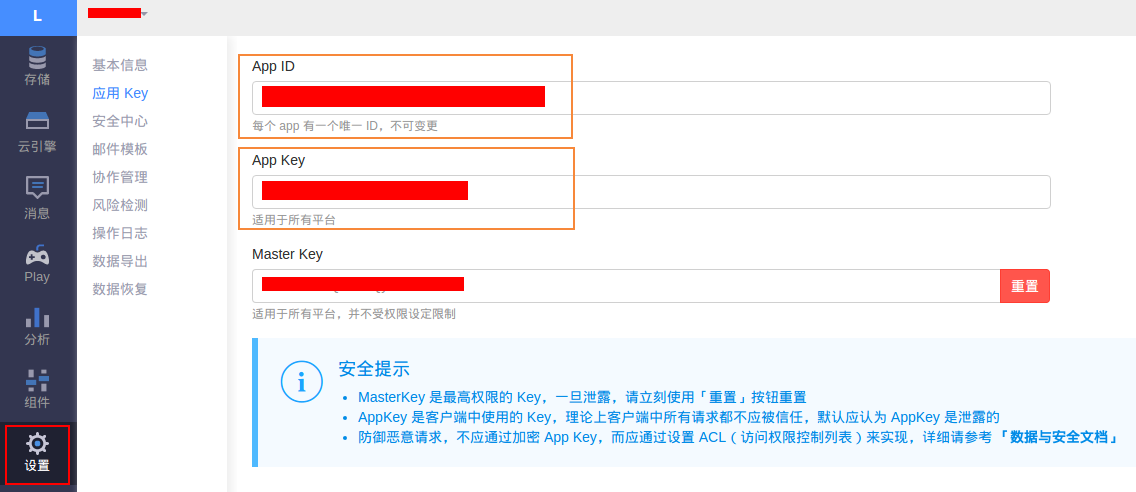 L
存储
云引擎
消息
Play
分析
组件
设置
基本信息
应用 Key
安全中心
邮件模板
协作管理
风险检测
操作日志
数据导出
数据恢复
App ID
每个 app 有一个唯一 ID，不可变更
App Key
适用于所有平台
Master Key
重置
适用于所有平台，并不受权限设定限制
安全提示
MasterKey 是最高权限的 Key，一旦泄露，请立刻使用「重置」按钮重置
AppKey 是客户端中使用的 Key，理论上客户端中所有请求都不应被信任，默认应认为 AppKey 是泄露的
防御恶意请求，不应通过加密 App Key，而应通过设置 ACL（访问权限控制列表）来实现，详细请参考「数据与安全文档」